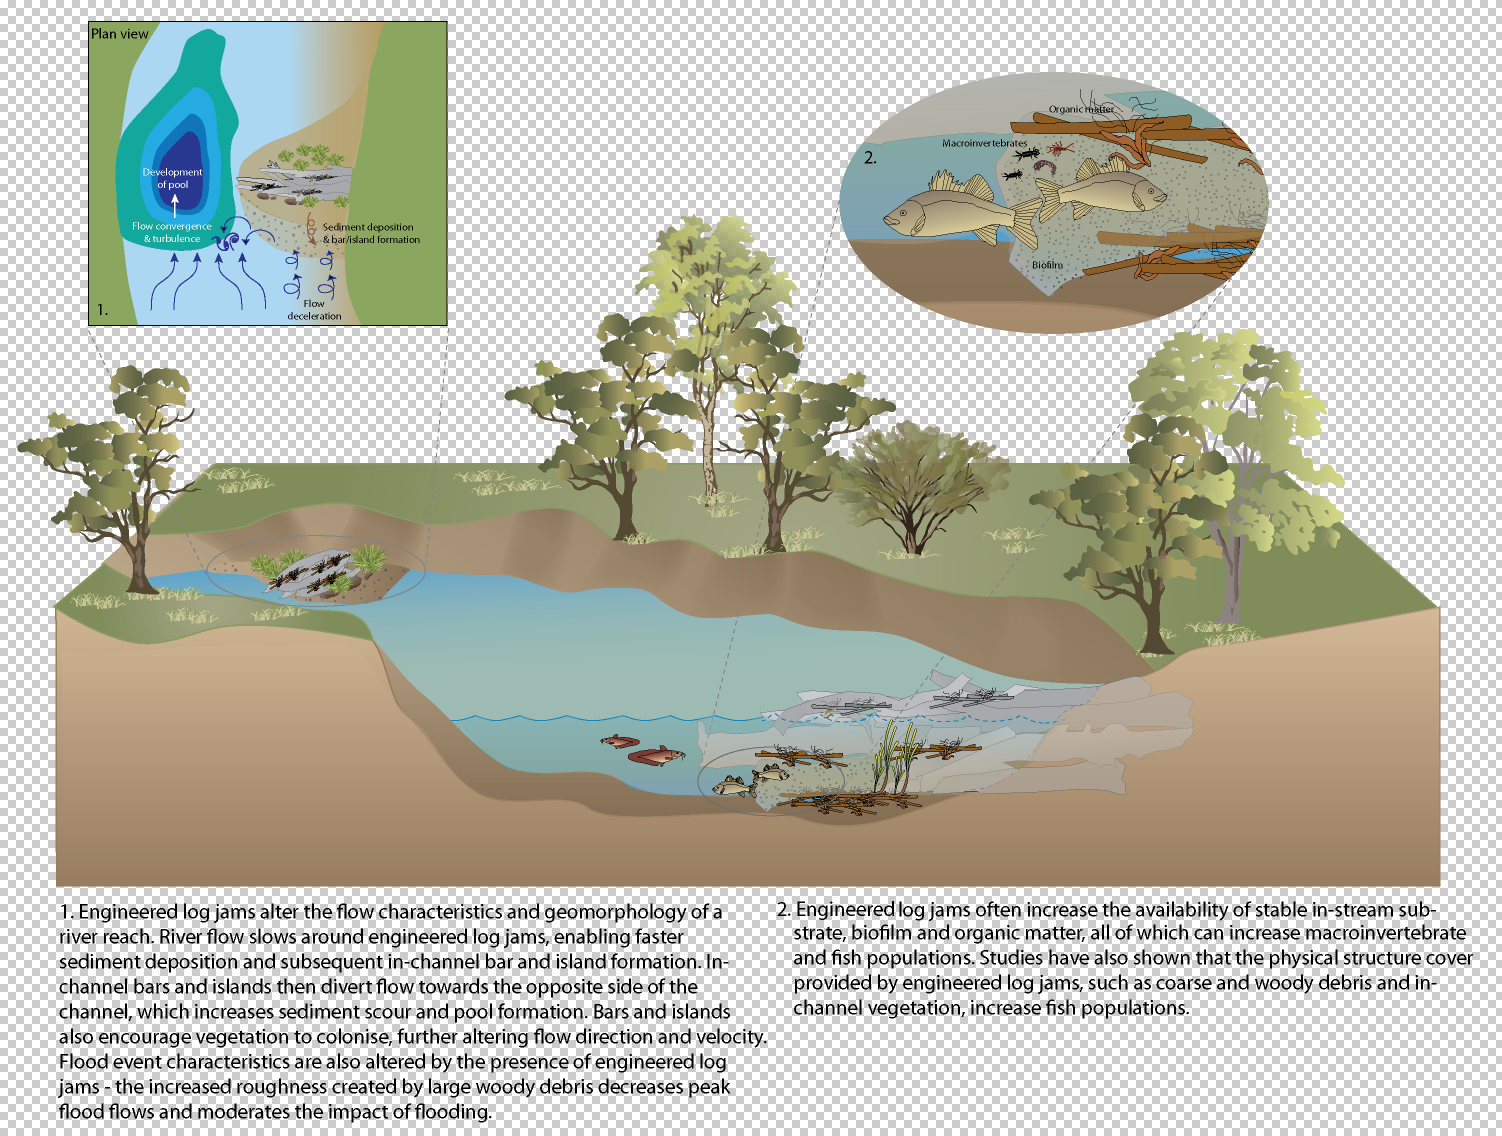 Plan view
Development
of pool
Flow convergence
& turbulence
Sediment deposition
& bar/island formation
Flow
deceleration
1.
2.
Organic matter
Macroinvertebrates
Biofilm
1. Engineered log jams alter the flow characteristics and geomorphology of a
river reach. River flow slows around engineered log jams, enabling faster
sediment deposition and subsequent in-channel bar and island formation. In-
channel bars and islands then divert flow towards the opposite side of the
channel, which increases sediment scour and pool formation. Bars and islands
also encourage vegetation to colonise, further altering flow direction and velocity.
Flood event characteristics are also altered by the presence of engineered log
jams - the increased roughness created by large woody debris decreases peak
flood flows and moderates the impact of flooding.
2. Engineered log jams often increase the availability of stable in-stream sub-
strate, biofilm and organic matter, all of which can increase macroinvertebrate
and fish populations. Studies have also shown that the physical structure cover
provided by engineered log jams, such as coarse and woody debris and in-
channel vegetation, increase fish populations.